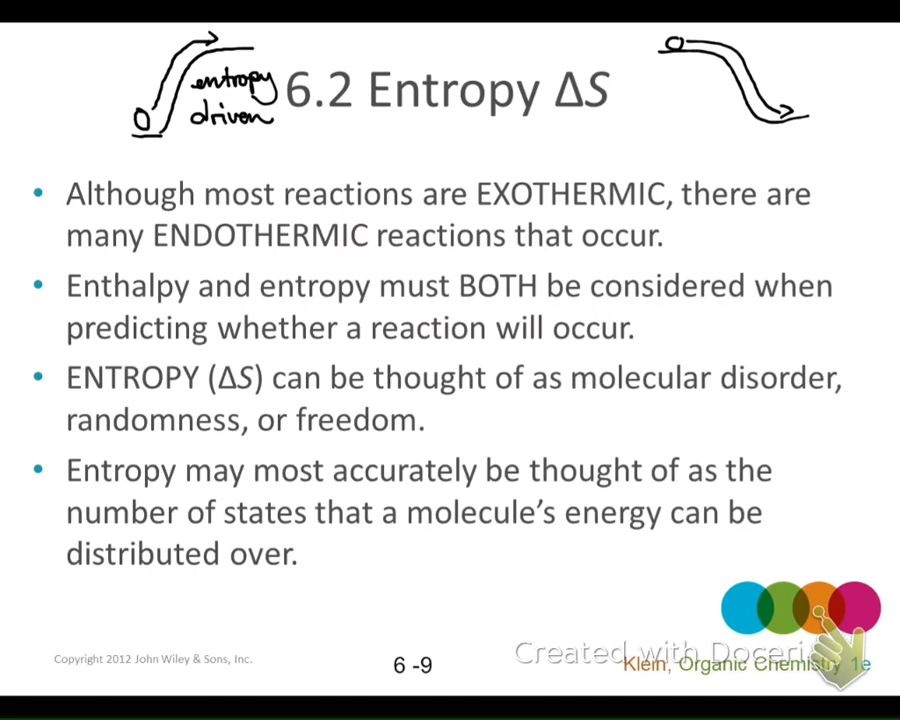 entropy
driven
6.2 Entropy ΔS
• Although most reactions are EXOTHERMIC, there are
many ENDOTHERMIC reactions that occur.
• Enthalpy and entropy must BOTH be considered when
predicting whether a reaction will occur.
• ENTROPY (ΔS) can be thought of as molecular disorder,
randomness, or freedom.
• Entropy may most accurately be thought of as the
number of states that a molecule’s energy can be
distributed over.
Copyright 2012 John Wiley & Sons, Inc.
6 -9
Created with Doceri
Klein, Organic Chemistry 1e